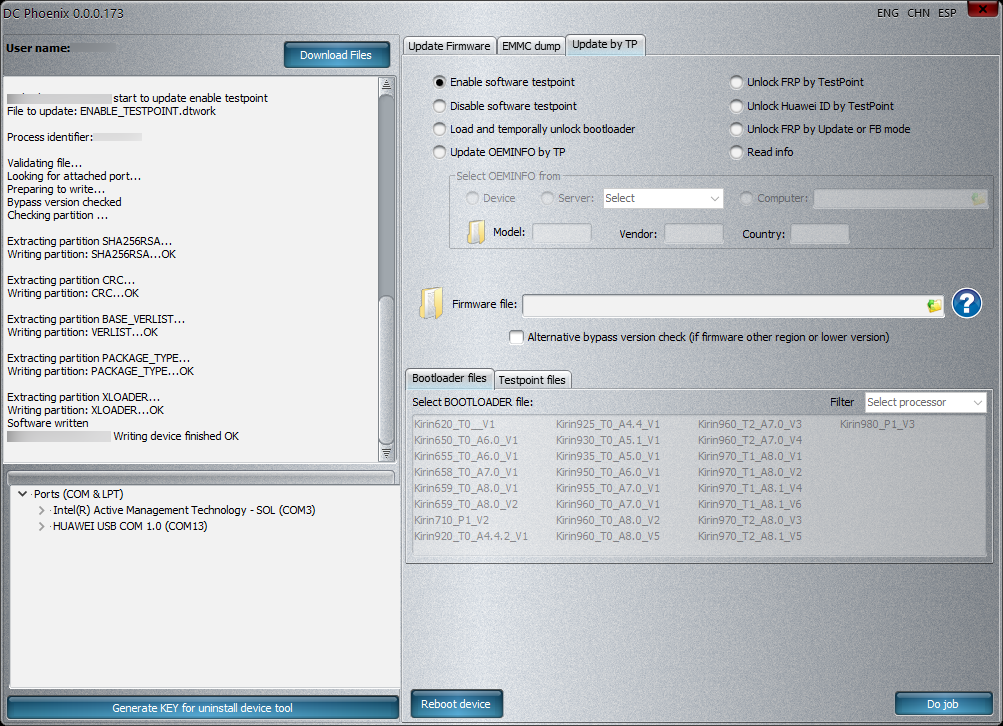 DC Phoenix 0.0.0.173
ENG CHN ESP
User name:
Download Files
start to update enable testpoint
File to update: ENABLE_TESTPOINT.dtwork
Process identifier:
Validating file...
Looking for attached port...
Preparing to write...
Bypass version checked
Checking partition ...
Extracting partition SHA256RSA...
Writing partition: SHA256RSA...OK
Extracting partition CRC...
Writing partition: CRC...OK
Extracting partition BASE_VERLIST...
Writing partition: VERLIST...OK
Extracting partition PACKAGE_TYPE...
Writing partition: PACKAGE_TYPE...OK
Extracting partition XLOADER...
Writing partition: XLOADER...OK
Software written
Writing device finished OK
Ports (COM & LPT)
Intel(R) Active Management Technology - SOL (COM3)
HUAWEI USB COM 1.0 (COM13)
Generate KEY for uninstall device tool
Update Firmware EMMC dump Update by TP
Enable software testpoint Unlock FRP by TestPoint
Disable software testpoint Unlock Huawei ID by TestPoint
Load and temporally unlock bootloader Unlock FRP by Update or FB mode
Update OEMINFO by TP Read info
Select OEMINFO from
Device Server: Select Computer:
Model: Vendor: Country:
Firmware file:
Alternative bypass version check (if firmware other region or lower version)
Bootloader files Testpoint files
Select BOOTLOADER file: Filter Select processor
Kirin620_T0__V1 Kirin925_T0_A4.4_V1 Kirin960_T2_A7.0_V3 Kirin980_P1_V3
Kirin650_T0_A6.0_V1 Kirin930_T0_A5.1_V1 Kirin960_T2_A7.0_V4
Kirin655_T0_A6.0_V1 Kirin935_T0_A5.0_V1 Kirin970_T1_A8.0_V1
Kirin658_T0_A7.0_V1 Kirin950_T0_A6.0_V1 Kirin970_T1_A8.0_V2
Kirin659_T0_A8.0_V1 Kirin955_T0_A7.0_V1 Kirin970_T1_A8.1_V4
Kirin659_T0_A8.0_V2 Kirin960_T0_A7.0_V1 Kirin970_T1_A8.1_V6
Kirin710_P1_V2 Kirin960_T0_A8.0_V2 Kirin970_T2_A8.0_V3
Kirin920_T0_A4.4.2_V1 Kirin960_T0_A8.0_V5 Kirin970_T2_A8.1_V5
Reboot device
Do job